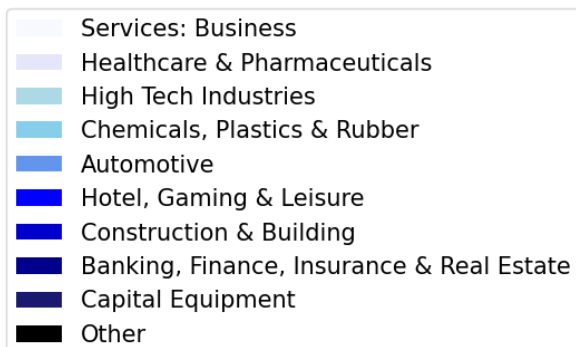 Services: Business
Healthcare & Pharmaceuticals
High Tech Industries
Chemicals, Plastics & Rubber
Automotive
Hotel, Gaming & Leisure
Construction & Building
Banking, Finance, Insurance & Real Estate
Capital Equipment
Other